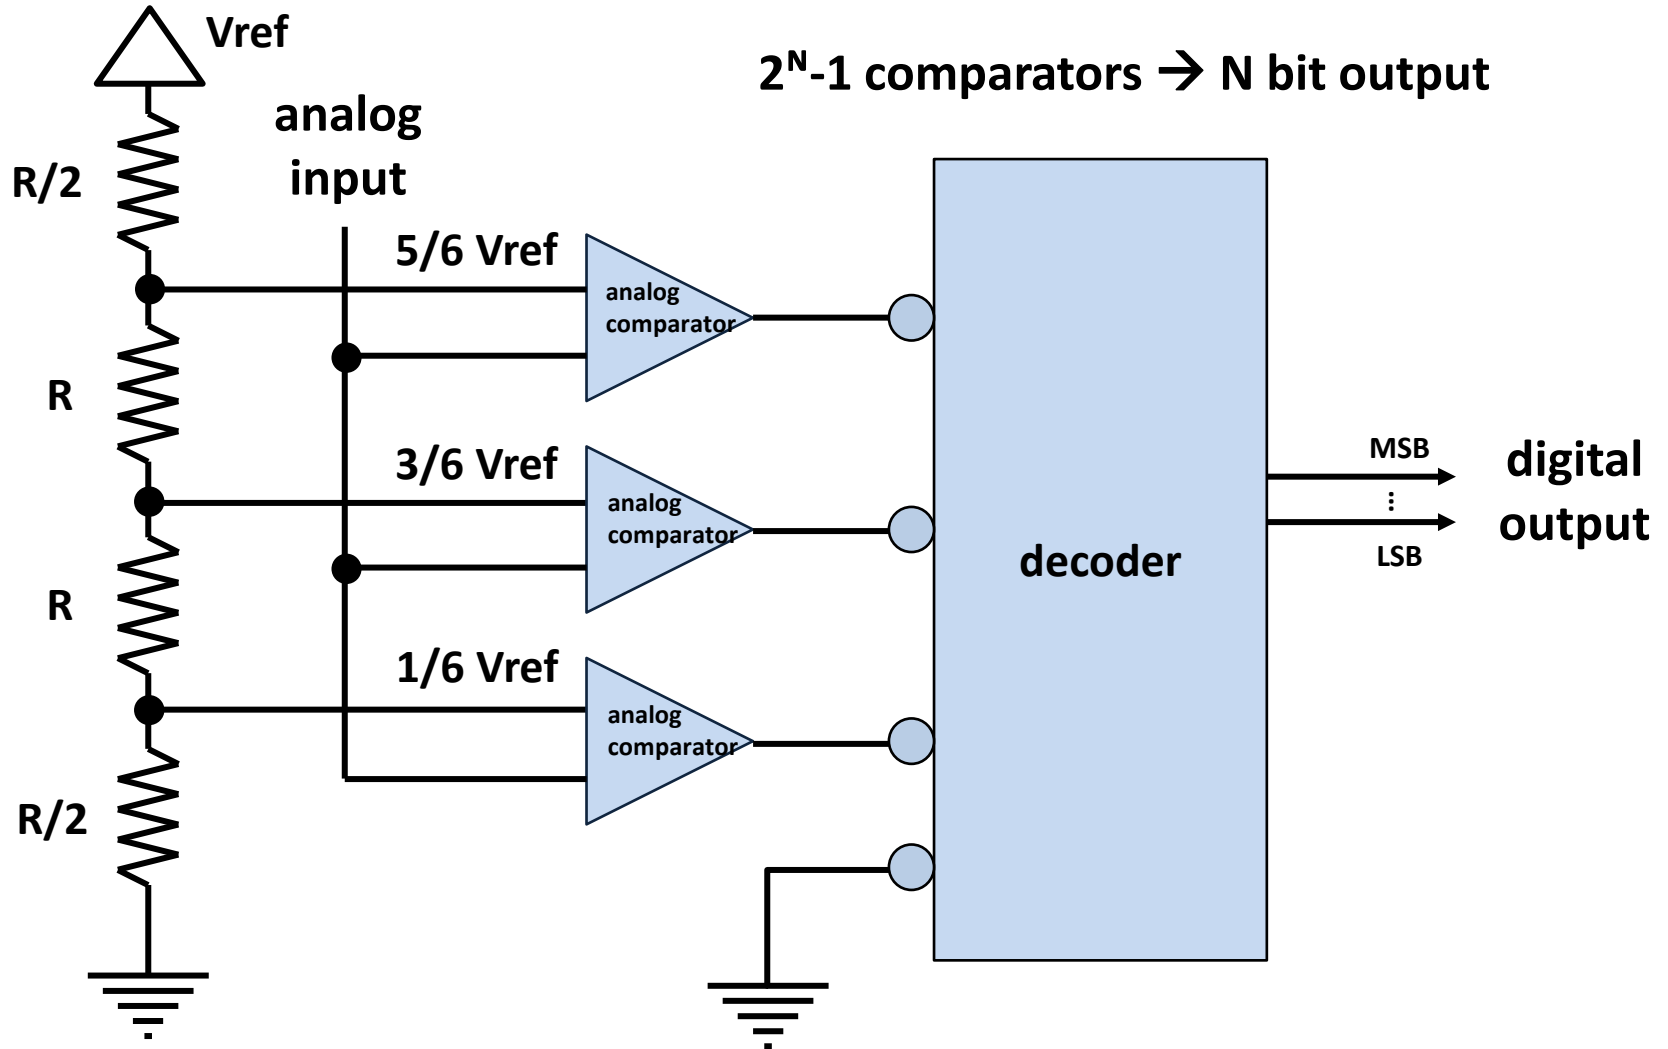 Vref
2ᴺ-1 comparators → N bit output
analog
input
R/2
5/6 Vref
analog
comparator
R
3/6 Vref
analog
comparator
MSB
⋮
LSB
digital
output
decoder
R
1/6 Vref
analog
comparator
R/2